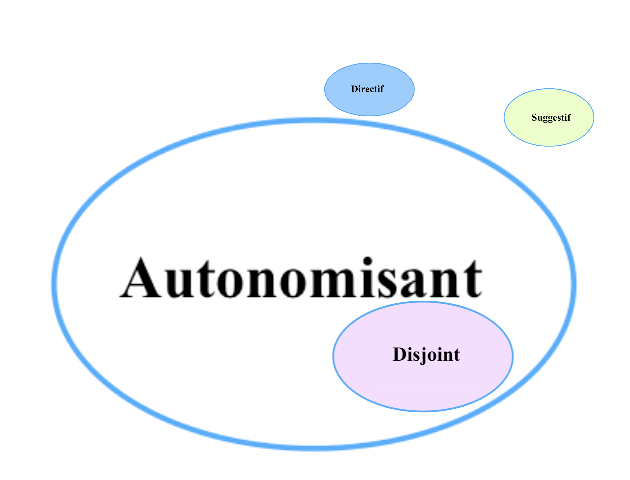 Directif
Suggestif
Autonomisant
Disjoint